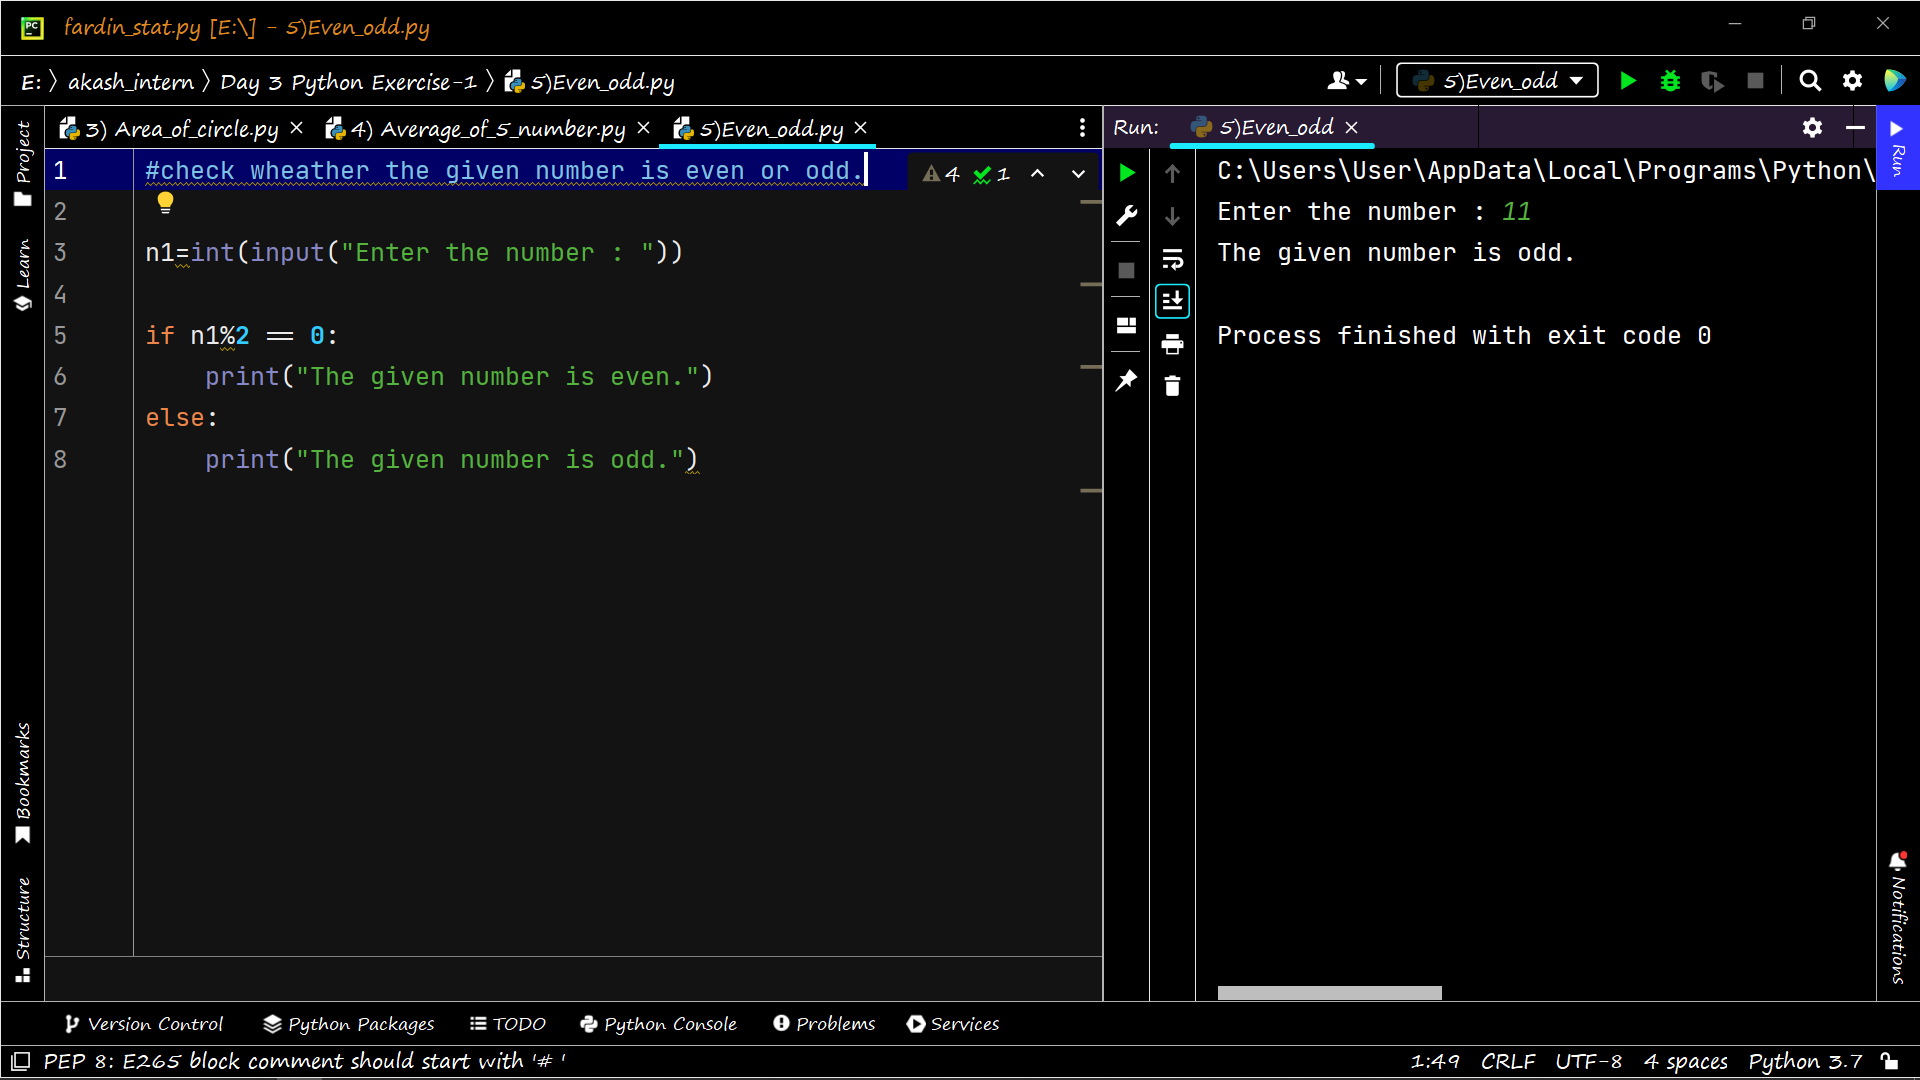 fardin_stat.py [E:\] - 5)Even_odd.py
E: akash_intern Day 3 Python Exercise-1 5)Even_odd.py
5)Even_odd
3) Area_of_circle.py
4) Average_of_5_number.py
5)Even_odd.py
Run: 5)Even_odd
Project
Learn
Bookmarks
Structure
1 #check wheather the given number is even or odd.
4 1
2
3 n1=int(input("Enter the number : "))
4
5 if n1%2 == 0:
6 print("The given number is even.")
7 else:
8 print("The given number is odd.")
C:\Users\User\AppData\Local\Programs\Python\
Enter the number : 11
The given number is odd.
Process finished with exit code 0
Run
Notifications
Version Control Python Packages TODO Python Console Problems Services
PEP 8: E265 block comment should start with '# '
1:49 CRLF UTF-8 4 spaces Python 3.7